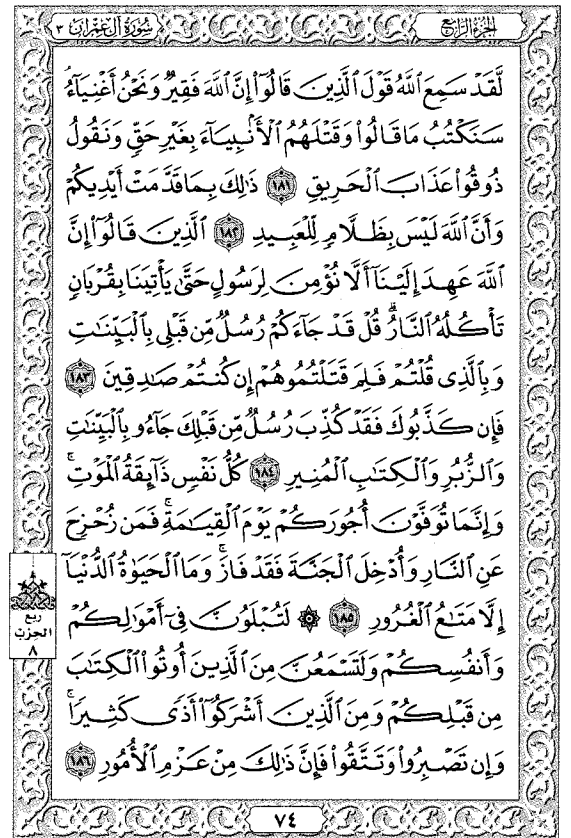 الجزء الرابع
سورة آل عمران ٣
لَّقَدْ سَمِعَ ٱللَّهُ قَوْلَ ٱلَّذِينَ قَالُوٓا۟ إِنَّ ٱللَّهَ فَقِيرٌ وَنَحْنُ أَغْنِيَآءُ
سَنَكْتُبُ مَا قَالُوا۟ وَقَتْلَهُمُ ٱلْأَنۢبِيَآءَ بِغَيْرِ حَقٍّ وَنَقُولُ
ذُوقُوا۟ عَذَابَ ٱلْحَرِيقِ ١٨١ ذَٰلِكَ بِمَا قَدَّمَتْ أَيْدِيكُمْ
وَأَنَّ ٱللَّهَ لَيْسَ بِظَلَّامٍ لِّلْعَبِيدِ ١٨٢ ٱلَّذِينَ قَالُوٓا۟ إِنَّ
ٱللَّهَ عَهِدَ إِلَيْنَآ أَلَّا نُؤْمِنَ لِرَسُولٍ حَتَّىٰ يَأْتِيَنَا بِقُرْبَانٍ
تَأْكُلُهُ ٱلنَّارُ ۗ قُلْ قَدْ جَآءَكُمْ رُسُلٌ مِّن قَبْلِى بِٱلْبَيِّنَٰتِ
وَبِٱلَّذِى قُلْتُمْ فَلِمَ قَتَلْتُمُوهُمْ إِن كُنتُمْ صَٰدِقِينَ ١٨٣
فَإِن كَذَّبُوكَ فَقَدْ كُذِّبَ رُسُلٌ مِّن قَبْلِكَ جَآءُو بِٱلْبَيِّنَٰتِ
وَٱلزُّبُرِ وَٱلْكِتَٰبِ ٱلْمُنِيرِ ١٨٤ كُلُّ نَفْسٍ ذَآئِقَةُ ٱلْمَوْتِ ۗ
وَإِنَّمَا تُوَفَّوْنَ أُجُورَكُمْ يَوْمَ ٱلْقِيَٰمَةِ ۖ فَمَن زُحْزِحَ
عَنِ ٱلنَّارِ وَأُدْخِلَ ٱلْجَنَّةَ فَقَدْ فَازَ ۗ وَمَا ٱلْحَيَوٰةُ ٱلدُّنْيَآ
إِلَّا مَتَٰعُ ٱلْغُرُورِ ١٨٥ ۞ لَتُبْلَوُنَّ فِىٓ أَمْوَٰلِكُمْ
وَأَنفُسِكُمْ وَلَتَسْمَعُنَّ مِنَ ٱلَّذِينَ أُوتُوا۟ ٱلْكِتَٰبَ
مِن قَبْلِكُمْ وَمِنَ ٱلَّذِينَ أَشْرَكُوٓا۟ أَذًى كَثِيرًا ۚ
وَإِن تَصْبِرُوا۟ وَتَتَّقُوا۟ فَإِنَّ ذَٰلِكَ مِنْ عَزْمِ ٱلْأُمُورِ ١٨٦
ربع
الحزب
٨
٧٤